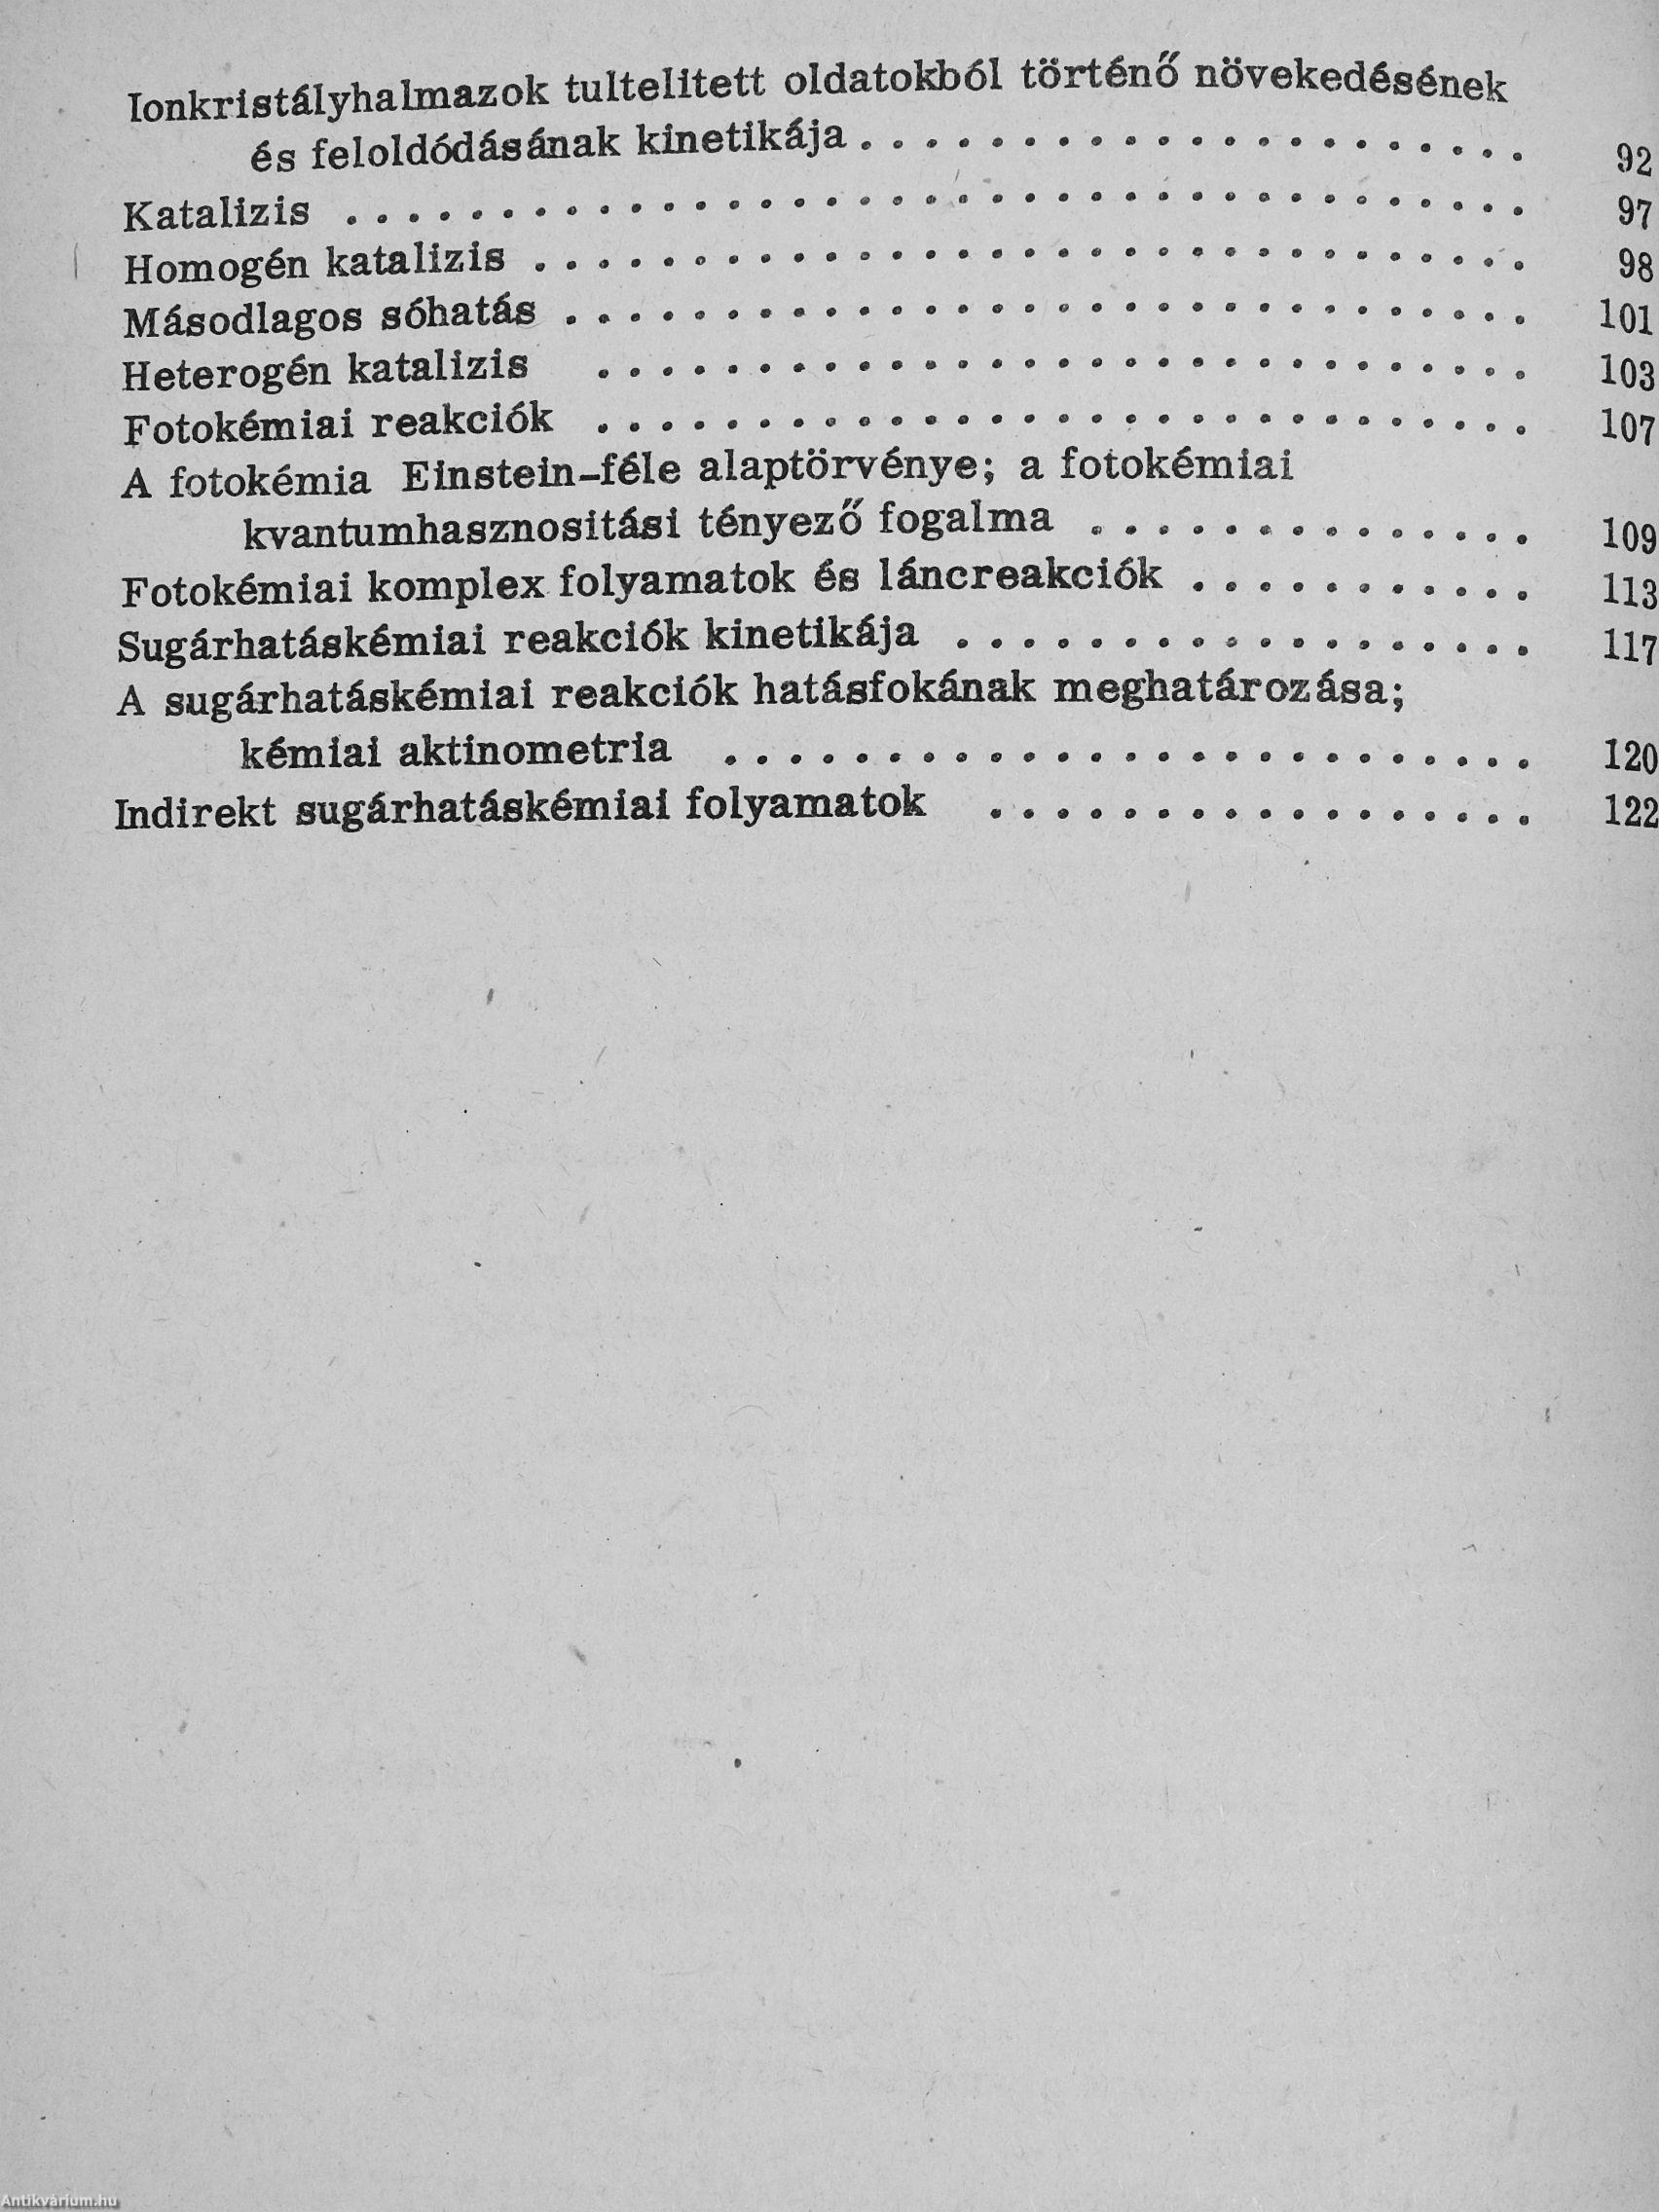 Ionkristályhalmazok tultelitett oldatokból történő növekedésének
és feloldódásának kinetikája . . . . . . . . . . . . . . . . . . . . . 92
Katalizis . . . . . . . . . . . . . . . . . . . . . . . . . . . . . . . . . . . . . 97
Homogén katalizis . . . . . . . . . . . . . . . . . . . . . . . . . . . . . . . 98
Másodlagos sóhatás . . . . . . . . . . . . . . . . . . . . . . . . . . . . . . 101
Heterogén katalizis . . . . . . . . . . . . . . . . . . . . . . . . . . . . . 103
Fotokémiai reakciók . . . . . . . . . . . . . . . . . . . . . . . . . . . . . 107
A fotokémia Einstein-féle alaptörvénye; a fotokémiai
kvantumhasznositási tényező fogalma . . . . . . . . . . . . . . 109
Fotokémiai komplex folyamatok és láncreakciók . . . . . . . . . . . 113
Sugárhatáskémiai reakciók kinetikája . . . . . . . . . . . . . . . . . . 117
A sugárhatáskémiai reakciók hatásfokának meghatározása;
kémiai aktinometria . . . . . . . . . . . . . . . . . . . . . . . . . 120
Indirekt sugárhatáskémiai folyamatok . . . . . . . . . . . . . . . . . 122
Antikvárium.hu